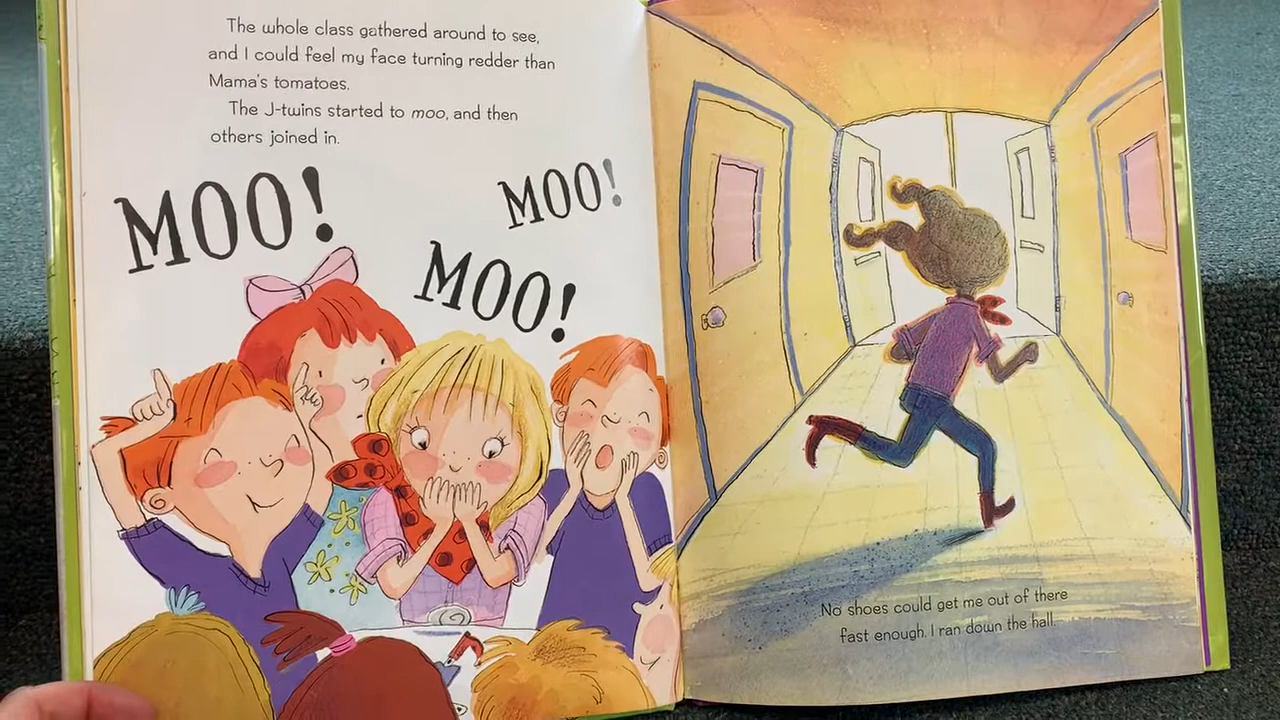 The whole class gathered around to see,
and I could feel my face turning redder than
Mama's tomatoes.
The J-twins started to moo, and then
others joined in.
MOO!
MOO!
MOO!
No shoes could get me out of there
fast enough. I ran down the hall.